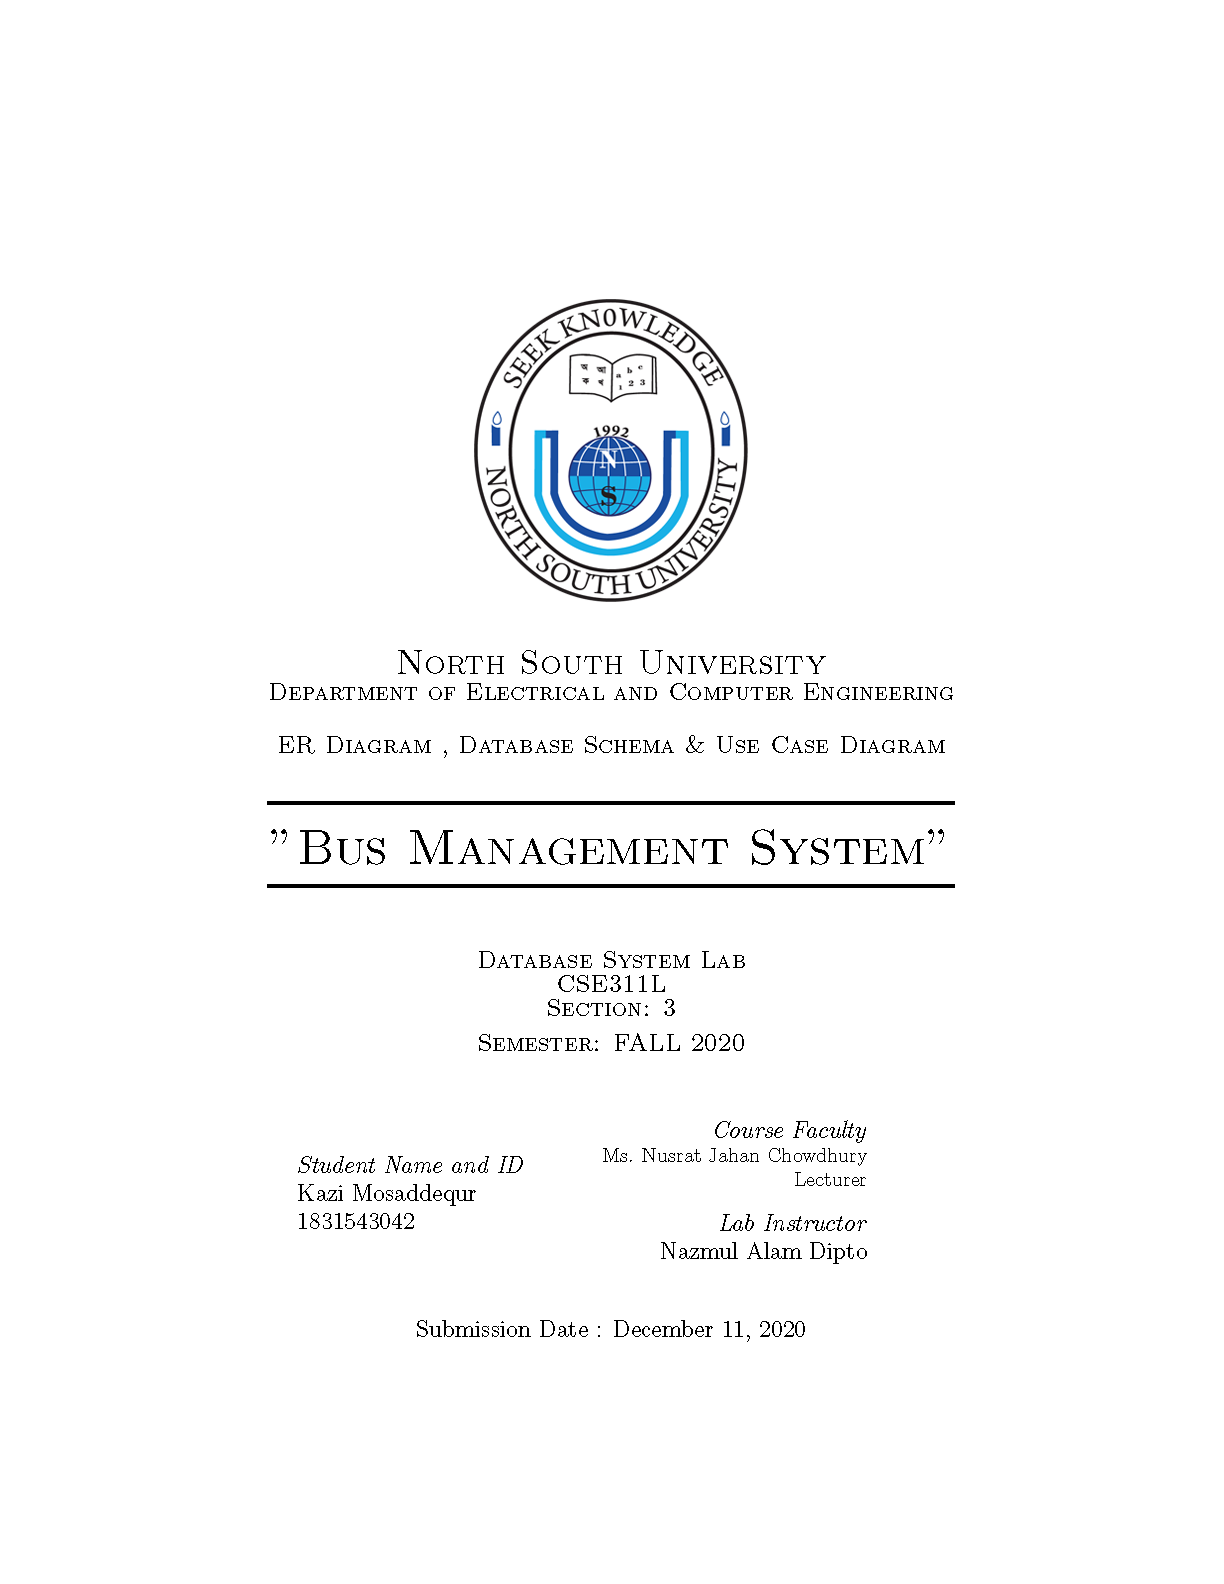 SEEK KN0WLEDGE
অ আ a b c
ক খ 1 2 3
1992
N
S
NORTH SOUTH UNIVERSITY
North South University
Department of Electrical and Computer Engineering
ER Diagram , Database Schema & Use Case Diagram
”Bus Management System”
Database System Lab
CSE311L
Section: 3
Semester: FALL 2020
Course Faculty
Ms. Nusrat Jahan Chowdhury
Lecturer
Student Name and ID
Kazi Mosaddequr
1831543042
Lab Instructor
Nazmul Alam Dipto
Submission Date : December 11, 2020